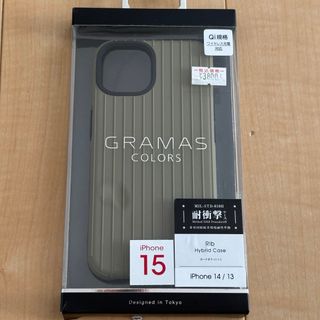 Qi規格
ワイヤレス充電
対応
GRAMAS
COLORS
MIL-STD-810H
耐衝撃
Rib
Hybrid Case
iPhone
15
iPhone 14 / 13
Designed in Tokyo